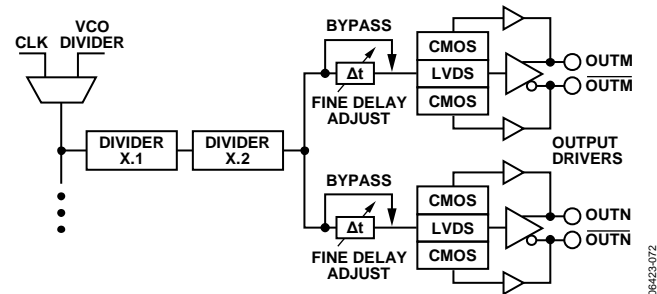 CLK
VCO
DIVIDER
DIVIDER
X.1
DIVIDER
X.2
BYPASS
Δt
FINE DELAY
ADJUST
CMOS
LVDS
CMOS
OUTM
OUTM
OUTPUT
DRIVERS
BYPASS
Δt
FINE DELAY
ADJUST
CMOS
LVDS
CMOS
OUTN
OUTN
06423-072